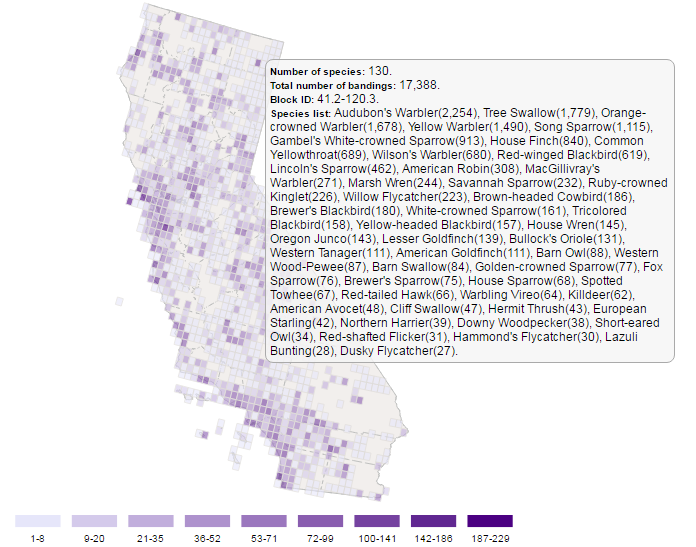 Number of species: 130.
Total number of bandings: 17,388.
Block ID: 41.2-120.3.
Species list: Audubon's Warbler(2,254), Tree Swallow(1,779), Orange-
crowned Warbler(1,678), Yellow Warbler(1,490), Song Sparrow(1,115),
Gambel's White-crowned Sparrow(913), House Finch(840), Common
Yellowthroat(689), Wilson's Warbler(680), Red-winged Blackbird(619),
Lincoln's Sparrow(462), American Robin(308), MacGillivray's
Warbler(271), Marsh Wren(244), Savannah Sparrow(232), Ruby-crowned
Kinglet(226), Willow Flycatcher(223), Brown-headed Cowbird(186),
Brewer's Blackbird(180), White-crowned Sparrow(161), Tricolored
Blackbird(158), Yellow-headed Blackbird(157), House Wren(145),
Oregon Junco(143), Lesser Goldfinch(139), Bullock's Oriole(131),
Western Tanager(111), American Goldfinch(111), Barn Owl(88), Western
Wood-Pewee(87), Barn Swallow(84), Golden-crowned Sparrow(77), Fox
Sparrow(76), Brewer's Sparrow(75), House Sparrow(68), Spotted
Towhee(67), Red-tailed Hawk(66), Warbling Vireo(64), Killdeer(62),
American Avocet(48), Cliff Swallow(47), Hermit Thrush(43), European
Starling(42), Northern Harrier(39), Downy Woodpecker(38), Short-eared
Owl(34), Red-shafted Flicker(31), Hammond's Flycatcher(30), Lazuli
Bunting(28), Dusky Flycatcher(27).
1-8 9-20 21-35 36-52 53-71 72-99 100-141 142-186 187-229